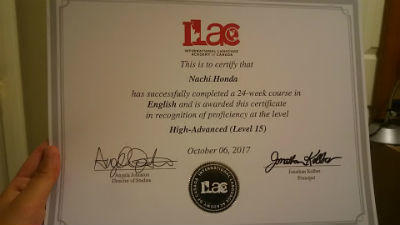 ILAC
INTERNATIONAL LANGUAGE
ACADEMY OF CANADA
This is to certify that
Nachi Honda
has successfully completed a 24-week course in
English and is awarded this certificate
in recognition of proficiency at the level
High-Advanced (Level 15)
October 06, 2017
Angela Johnston
Director of Studies
ILAC
Jonathan Kolber
Principal